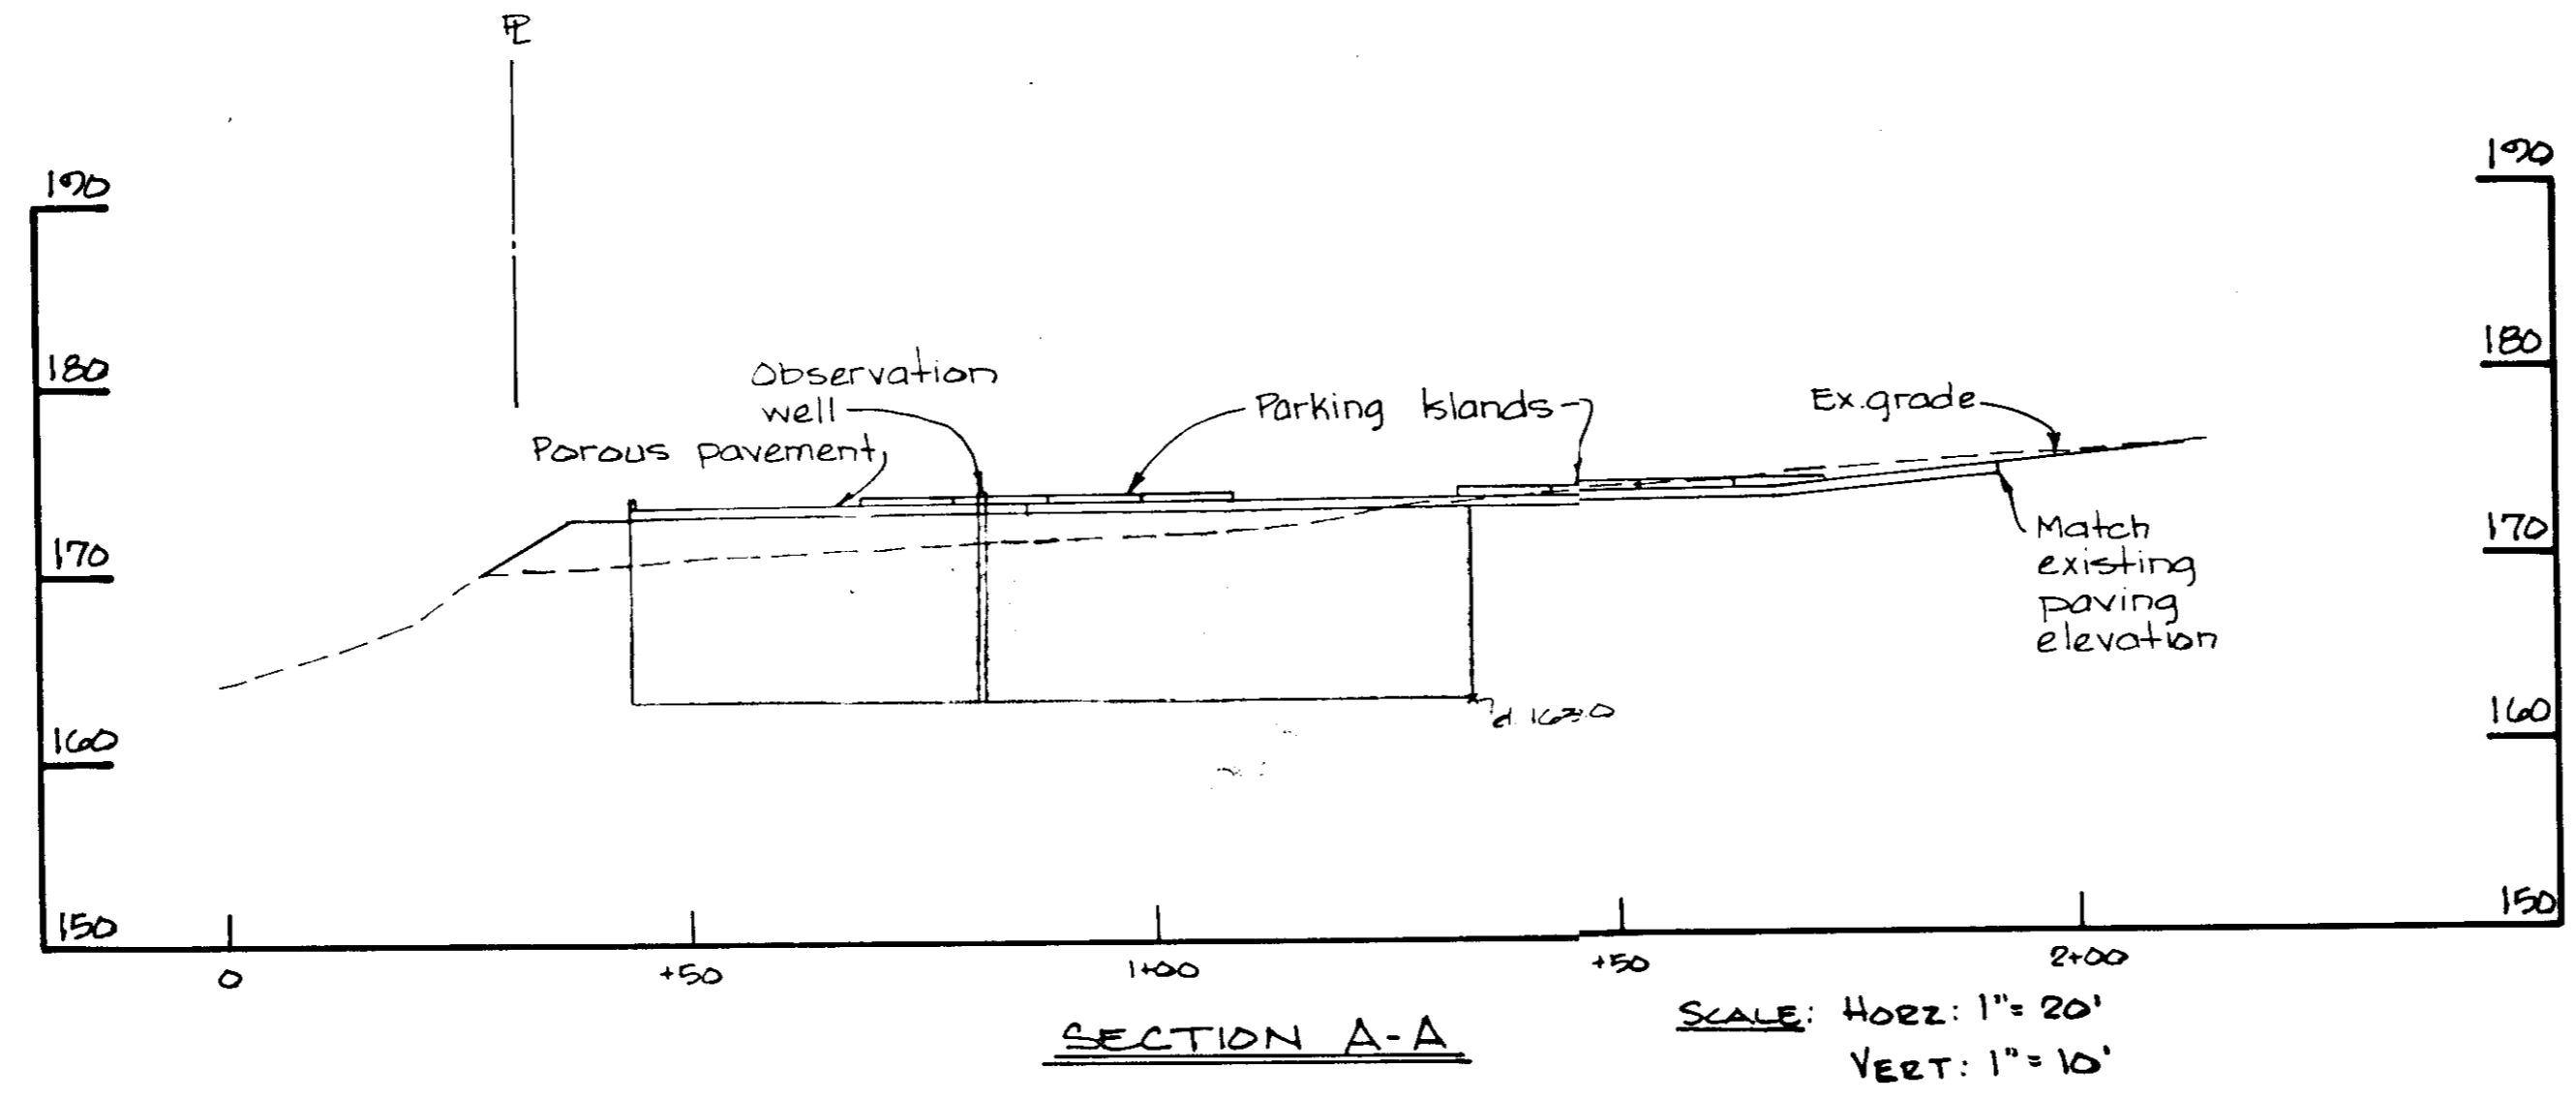 PL
190
190
180
180
Observation
well
Parking Islands
Ex. grade
Porous pavement
170
170
Match
existing
paving
elevation
160
160
150
150
0
+50
1+00
+50
2+00
SECTION A-A
SCALE: HORZ: 1"= 20'
VERT: 1"= 10'